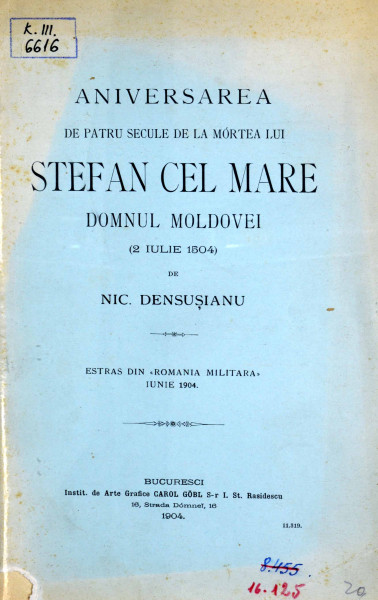 K. III.
6616
ANIVERSAREA
DE PATRU SECULE DE LA MÓRTEA LUI
STEFAN CEL MARE
DOMNUL MOLDOVEI
(2 IULIE 1504)
DE
NIC. DENSUȘIANU
ESTRAS DIN «ROMANIA MILITARA»
IUNIE 1904.
BUCURESCI
Instit. de Arte Grafice CAROL GÖBL S-r I. St. Rasidescu
16, Strada Dómneĭ, 16
1904.
11.319.
8.455
16.125
20